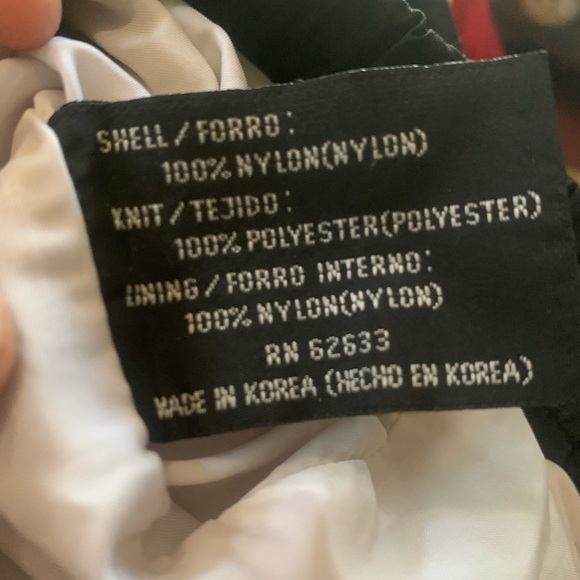 SHELL/FORRO:
100% NYLON(NYLON)
KNIT/TEJIDO:
100% POLYESTER(POLYESTER)
LINING/FORRO INTERNO:
100% NYLON(NYLON)
RN 62633
MADE IN KOREA (HECHO EN KOREA)